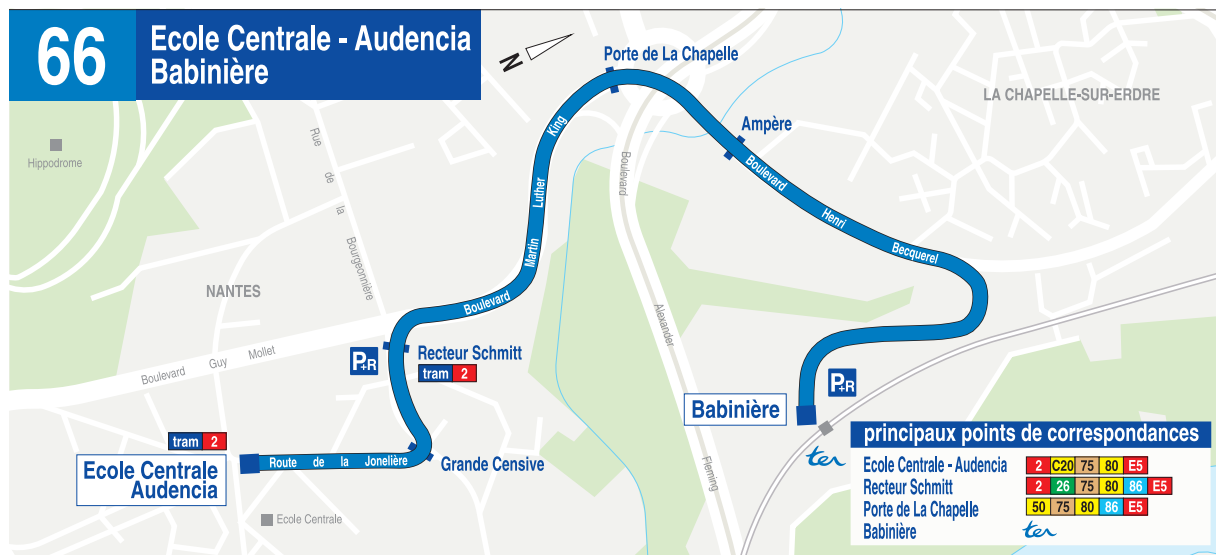 66
Ecole Centrale - Audencia
Babinière
N
Porte de La Chapelle
LA CHAPELLE-SUR-ERDRE
Ampère
Hippodrome
Rue de la Bourgeonnière
King
Luther
Martin
Boulevard
Boulevard
Alexander
Fleming
Boulevard
Henri
Becquerel
NANTES
Boulevard Guy Mollet
P+R
Recteur Schmitt
tram 2
P+R
Babinière
ter
tram 2
Ecole Centrale
Audencia
Route de la Jonelière
Grande Censive
Ecole Centrale
principaux points de correspondances
Ecole Centrale - Audencia 2 C20 75 80 E5
Recteur Schmitt 2 26 75 80 86 E5
Porte de La Chapelle 50 75 80 86 E5
Babinière ter